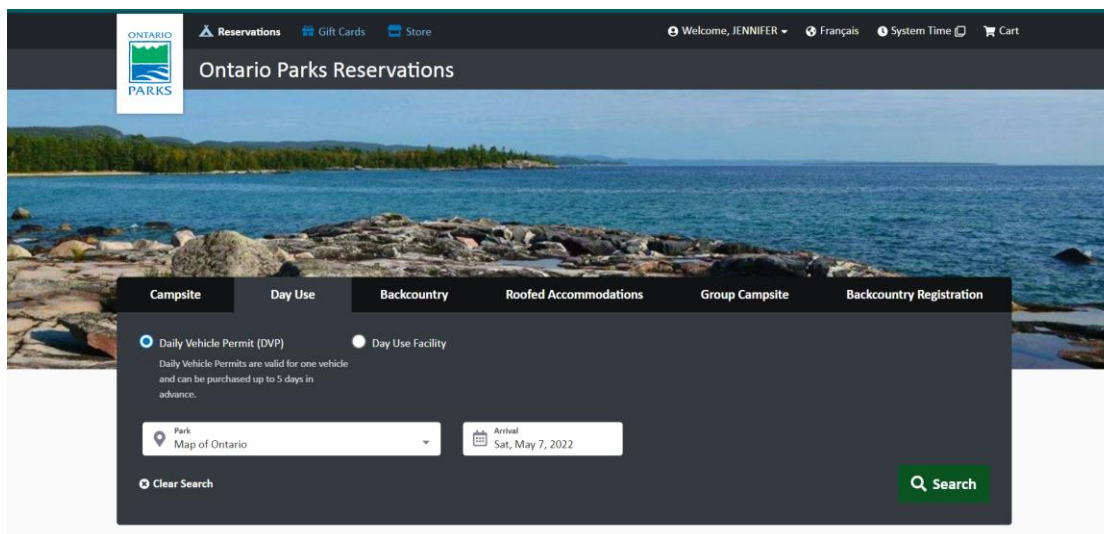 ONTARIO
PARKS
Reservations Gift Cards Store Welcome, JENNIFER Français System Time Cart
Ontario Parks Reservations
Campsite Day Use Backcountry Roofed Accommodations Group Campsite Backcountry Registration
Daily Vehicle Permit (DVP) Day Use Facility
Daily Vehicle Permits are valid for one vehicle
and can be purchased up to 5 days in
advance.
Park Arrival
Map of Ontario Sat, May 7, 2022
Clear Search Search